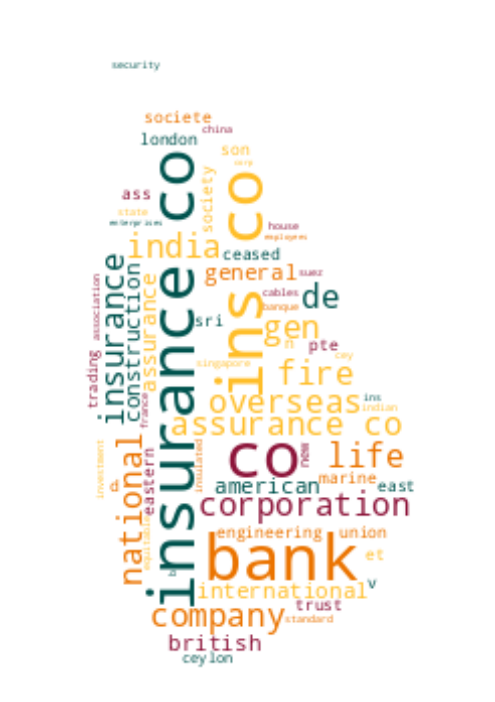 security
societe
china
london
son
corp
insurance co
ins co
society
ass
state
enterprises
house
employees
india
ceased
general
suez
insurance
construction
assurance
association
cables
de
banque
sri
gen
n
pte
cey
trading
singapore
fire
france
overseas
ins
indian
assurance co
co
new
life
national
eastern
investment
insulated
d
american
marine
east
corporation
equitable
engineering
union
bank
et
b
v
international
trust
company
standard
british
ceylon